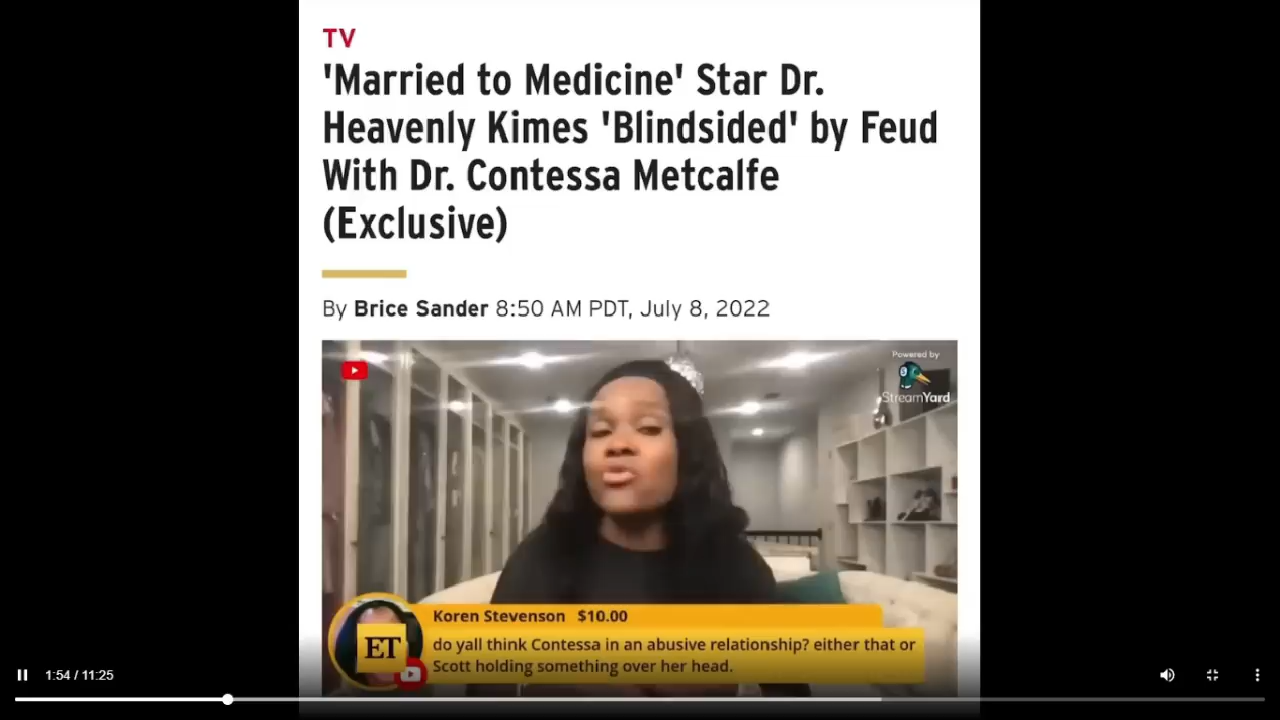 TV
'Married to Medicine' Star Dr.
Heavenly Kimes 'Blindsided' by Feud
With Dr. Contessa Metcalfe
(Exclusive)
By Brice Sander 8:50 AM PDT, July 8, 2022
Powered by
StreamYard
Koren Stevenson $10.00
ET
do yall think Contessa in an abusive relationship? either that or
Scott holding something over her head.
1:54 / 11:25